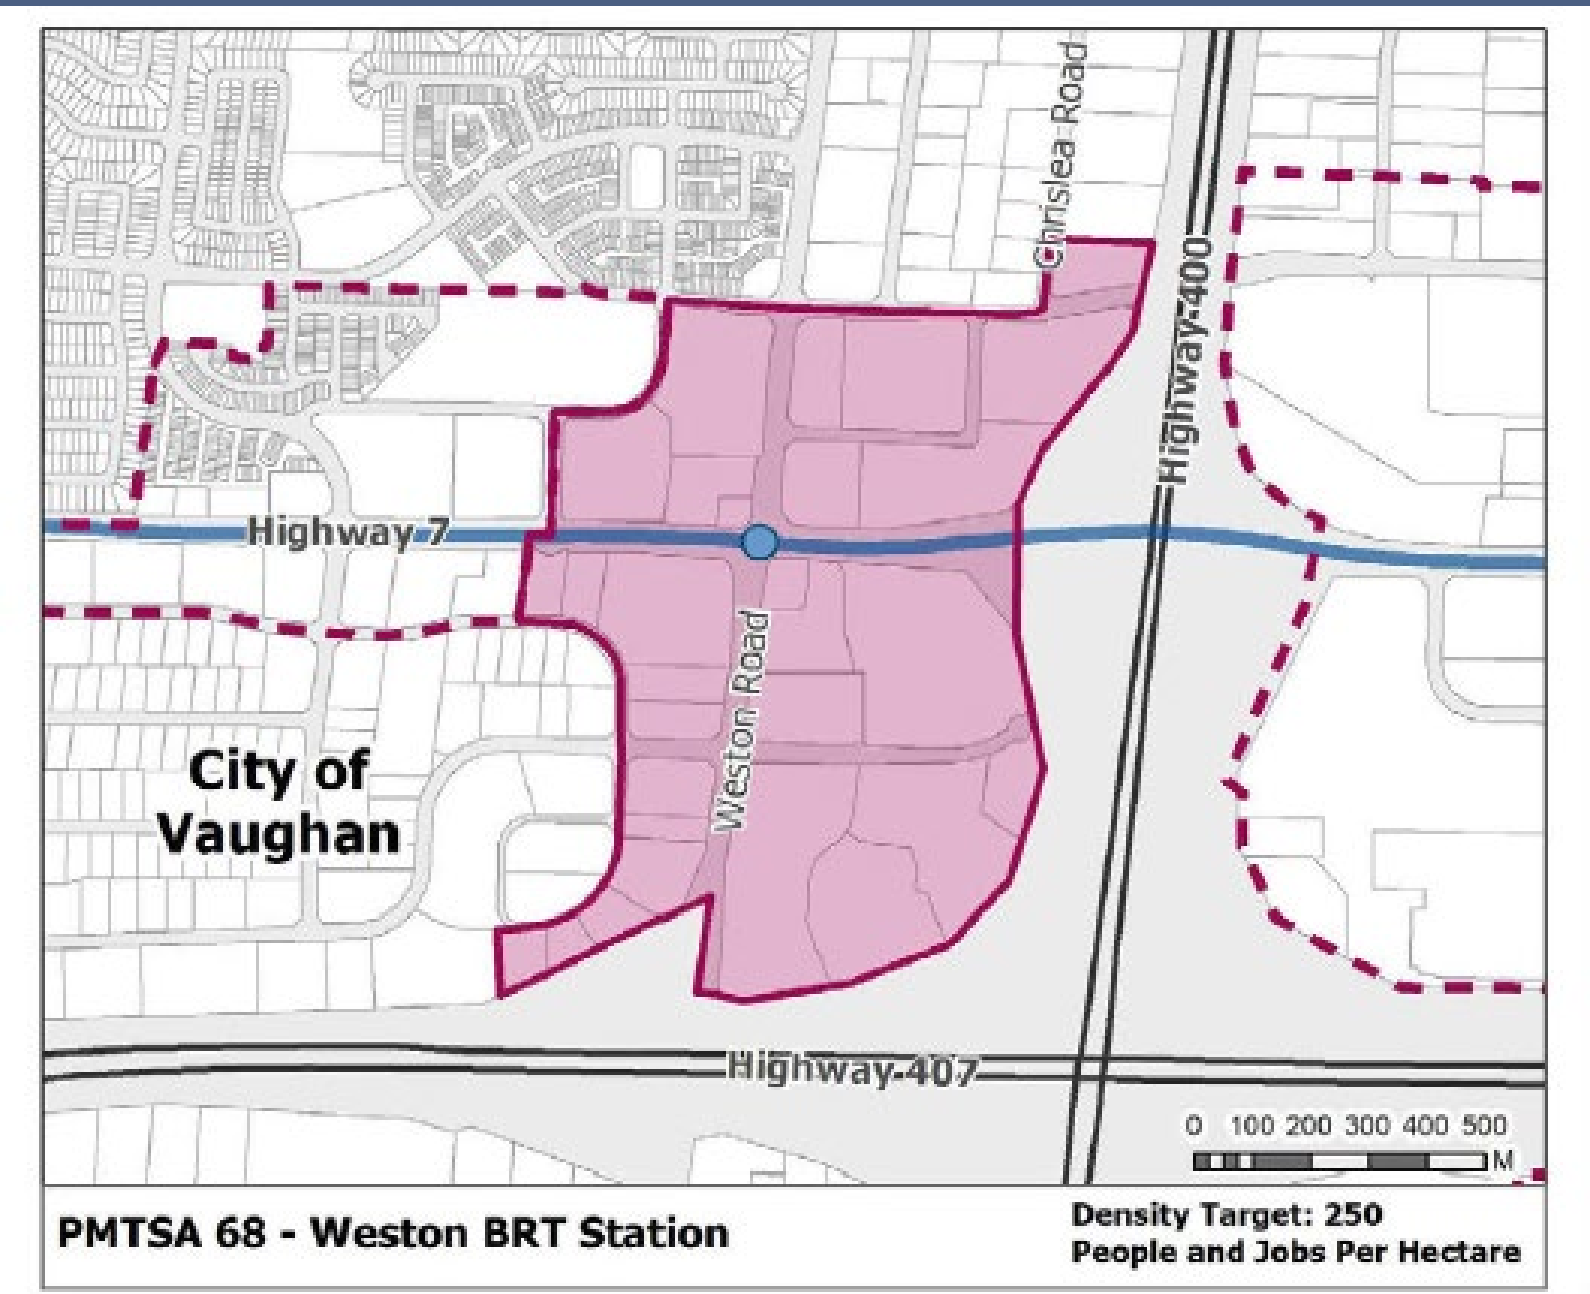 Chrislea Road
Highway 400
Highway 7
Weston Road
City of
Vaughan
Highway 407
0 100 200 300 400 500
M
PMTSA 68 - Weston BRT Station
Density Target: 250
People and Jobs Per Hectare